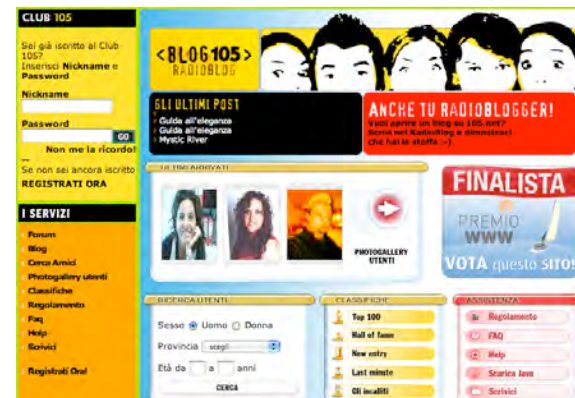 CLUB 105
Sei già iscritto al Club
105?
Inserisci Nickname e
Password
Nickname
Password
GO
Non me la ricordo!
Se non sei ancora iscritto
REGISTRATI ORA
I SERVIZI
Forum
Blog
Cerca Amici
Photogallery utenti
Classifiche
Regolamento
Faq
Help
Scrivici
Registrati Ora!
<BLOG105>
RADIOBLOG
GLI ULTIMI POST
Guida all'eleganza
Guida all'eleganza
Mystic River
ANCHE TU RADIOBLOGGER!
Vuoi aprire un blog su 105.net?
Scrivi nel RadioBlog e dimostraci
che hai la stoffa :-)
ULTIMI ARRIVATI
PHOTOGALLERY
UTENTI
FINALISTA
PREMIO
WWW
VOTA questo SITO!
RICERCA UTENTI
Sesso Uomo Donna
Provincia scegli
Età da a anni
CERCA
CLASSIFICHE
Top 100
Hall of fame
New entry
Last minute
Gli incalliti
ASSISTENZA
Regolamento
FAQ
Help
Scarica Java
Scrivici